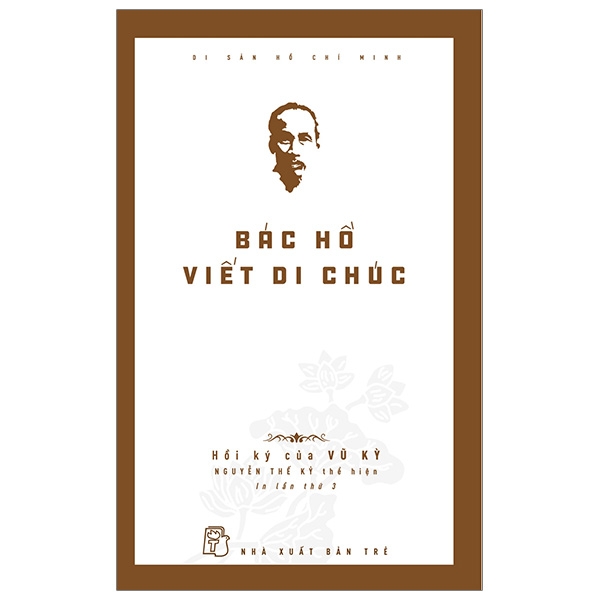 DI SẢN HỒ CHÍ MINH
BÁC HỒ
VIẾT DI CHÚC
Hồi ký của VŨ KỲ
NGUYỄN THẾ KỶ thể hiện
In lần thứ 3
NHÀ XUẤT BẢN TRẺ